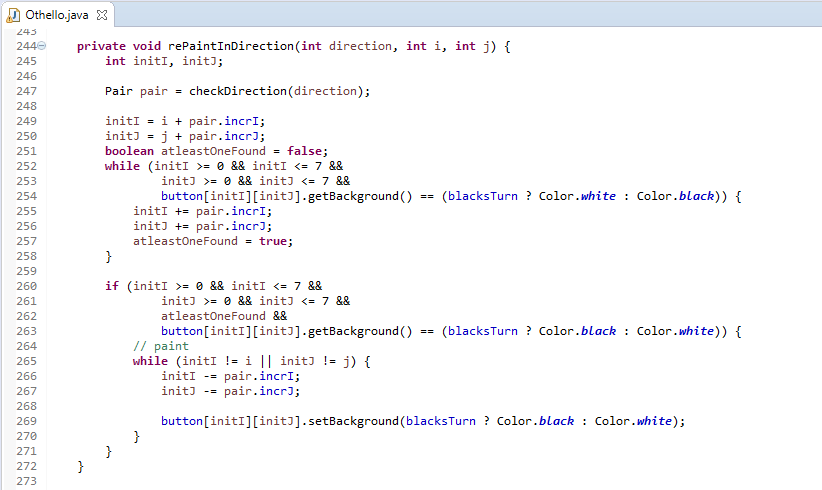 Othello.java
243
244 private void rePaintInDirection(int direction, int i, int j) {
245 int initI, initJ;
246
247 Pair pair = checkDirection(direction);
248
249 initI = i + pair.incrI;
250 initJ = j + pair.incrJ;
251 boolean atleastOneFound = false;
252 while (initI >= 0 && initI <= 7 &&
253 initJ >= 0 && initJ <= 7 &&
254 button[initI][initJ].getBackground() == (blacksTurn ? Color.white : Color.black)) {
255 initI += pair.incrI;
256 initJ += pair.incrJ;
257 atleastOneFound = true;
258 }
259
260 if (initI >= 0 && initI <= 7 &&
261 initJ >= 0 && initJ <= 7 &&
262 atleastOneFound &&
263 button[initI][initJ].getBackground() == (blacksTurn ? Color.black : Color.white)) {
264 // paint
265 while (initI != i || initJ != j) {
266 initI -= pair.incrI;
267 initJ -= pair.incrJ;
268
269 button[initI][initJ].setBackground(blacksTurn ? Color.black : Color.white);
270 }
271 }
272 }
273